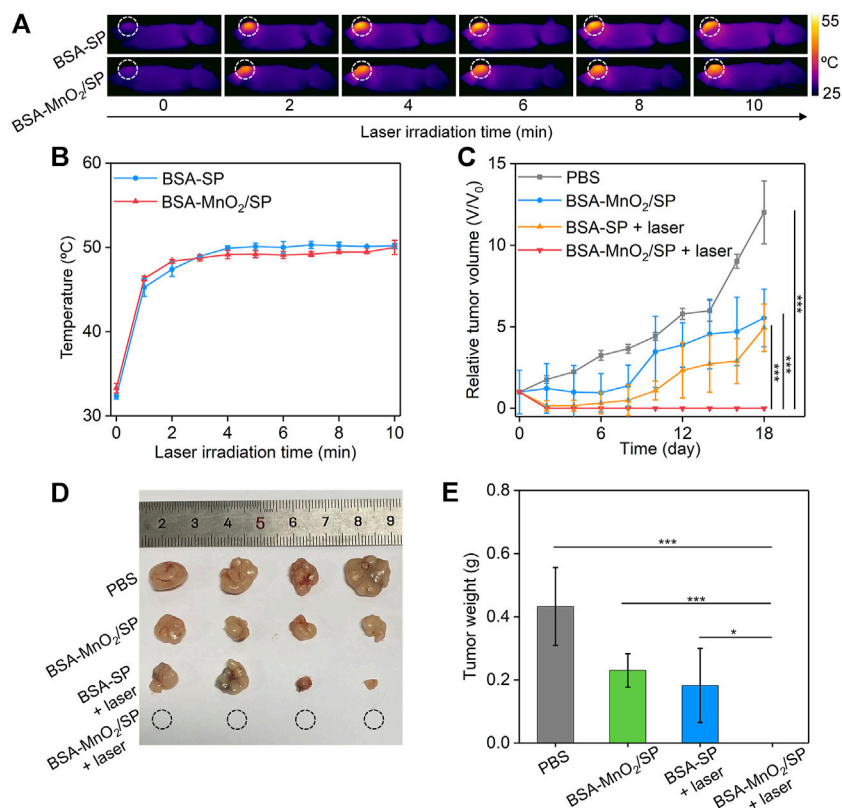 A
BSA-SP
BSA-MnO₂/SP
55
ºC
25
0 2 4 6 8 10
Laser irradiation time (min)
B
BSA-SP
BSA-MnO₂/SP
Temperature (ºC)
60
50
40
30
0 2 4 6 8 10
Laser irradiation time (min)
C
PBS
BSA-MnO₂/SP
BSA-SP + laser
BSA-MnO₂/SP + laser
Relative tumor volume (V/V₀)
15
10
5
0
***
***
***
0 6 12 18
Time (day)
D
2 3 4 5 6 7 8 9
PBS
BSA-MnO₂/SP
BSA-SP
+ laser
BSA-MnO₂/SP
+ laser
E
Tumor weight (g)
0.8
0.6
0.4
0.2
0.0
***
***
*
PBS
BSA-MnO₂/SP
BSA-SP
+ laser
BSA-MnO₂/SP
+ laser